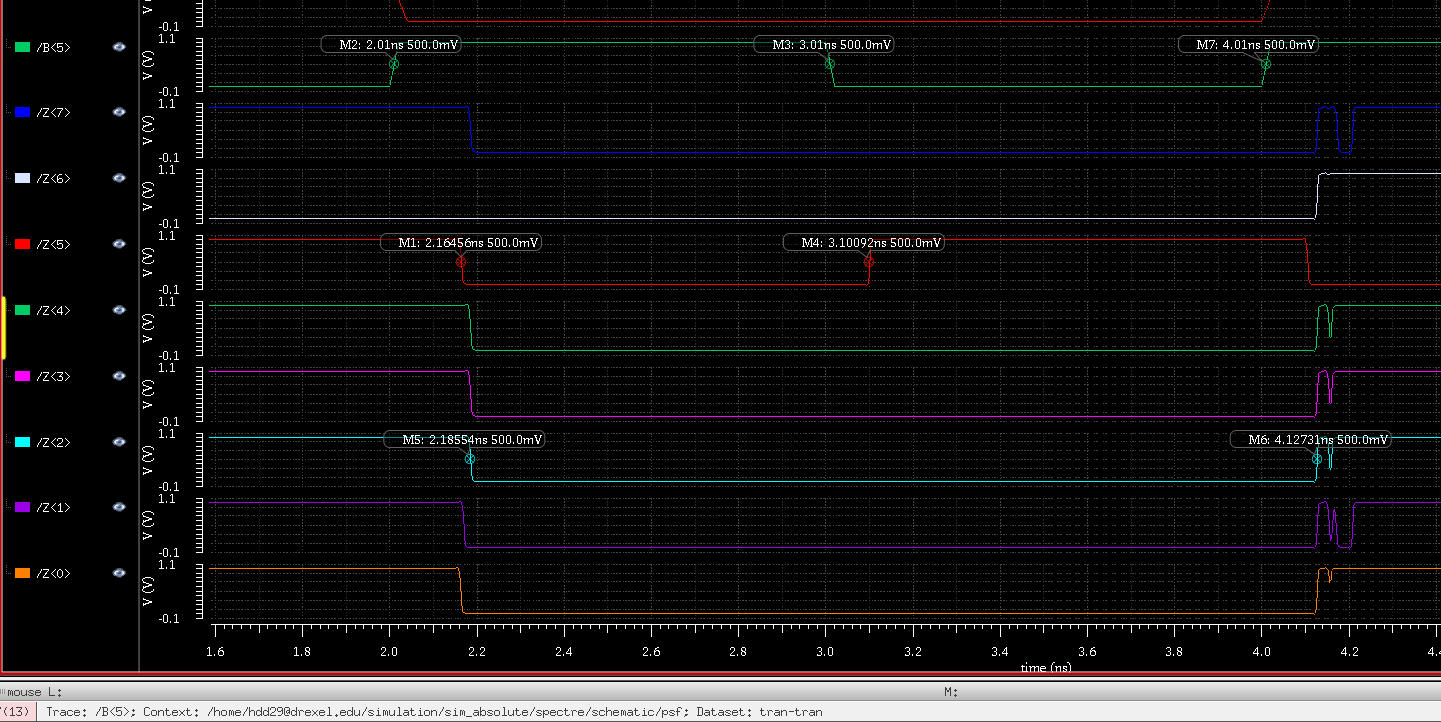 V (V)
-0.1
/B<5>
1.1
V (V)
-0.1
M2: 2.01ns 500.0mV
M3: 3.01ns 500.0mV
M7: 4.01ns 500.0mV
/Z<7>
1.1
V (V)
-0.1
/Z<6>
1.1
V (V)
-0.1
/Z<5>
1.1
V (V)
-0.1
M1: 2.16456ns 500.0mV
M4: 3.10092ns 500.0mV
/Z<4>
1.1
V (V)
-0.1
/Z<3>
1.1
V (V)
-0.1
/Z<2>
1.1
V (V)
-0.1
M5: 2.18554ns 500.0mV
M6: 4.12731ns 500.0mV
/Z<1>
1.1
V (V)
-0.1
/Z<0>
1.1
V (V)
-0.1
1.6 1.8 2.0 2.2 2.4 2.6 2.8 3.0 3.2 3.4 3.6 3.8 4.0 4.2 4.4
time (ns)
mouse L: M:
(13) Trace: /B<5>; Context: /home/hdd29@drexel.edu/simulation/sim_absolute/spectre/schematic/psf; Dataset: tran-tran